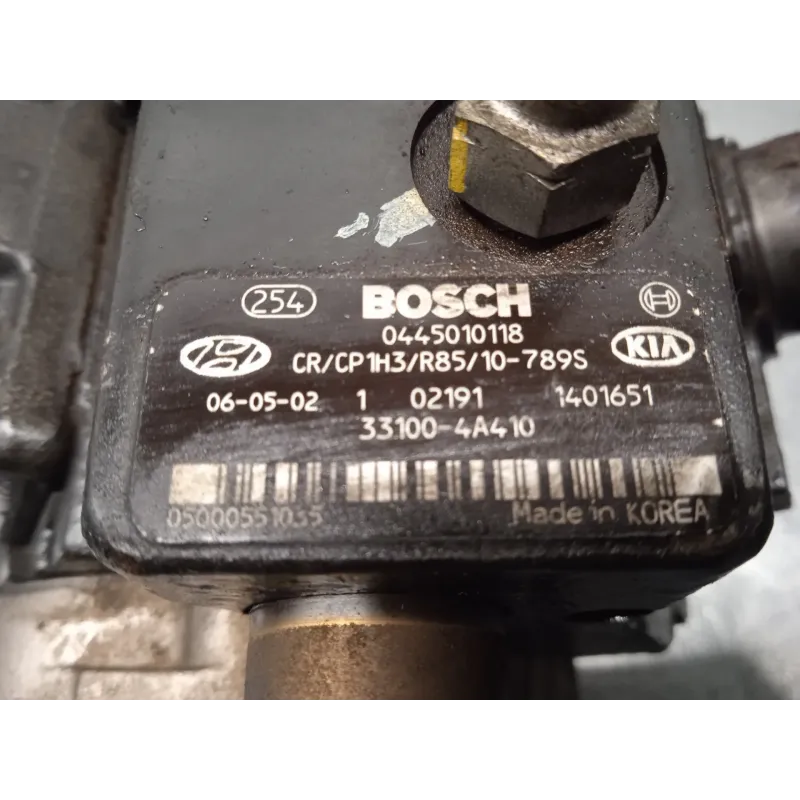 254 BOSCH
0445010118
CR/CP1H3/R85/10-789S KIA
06-05-02 1 02191 1401651
33100-4A410
05000551035 Made in KOREA